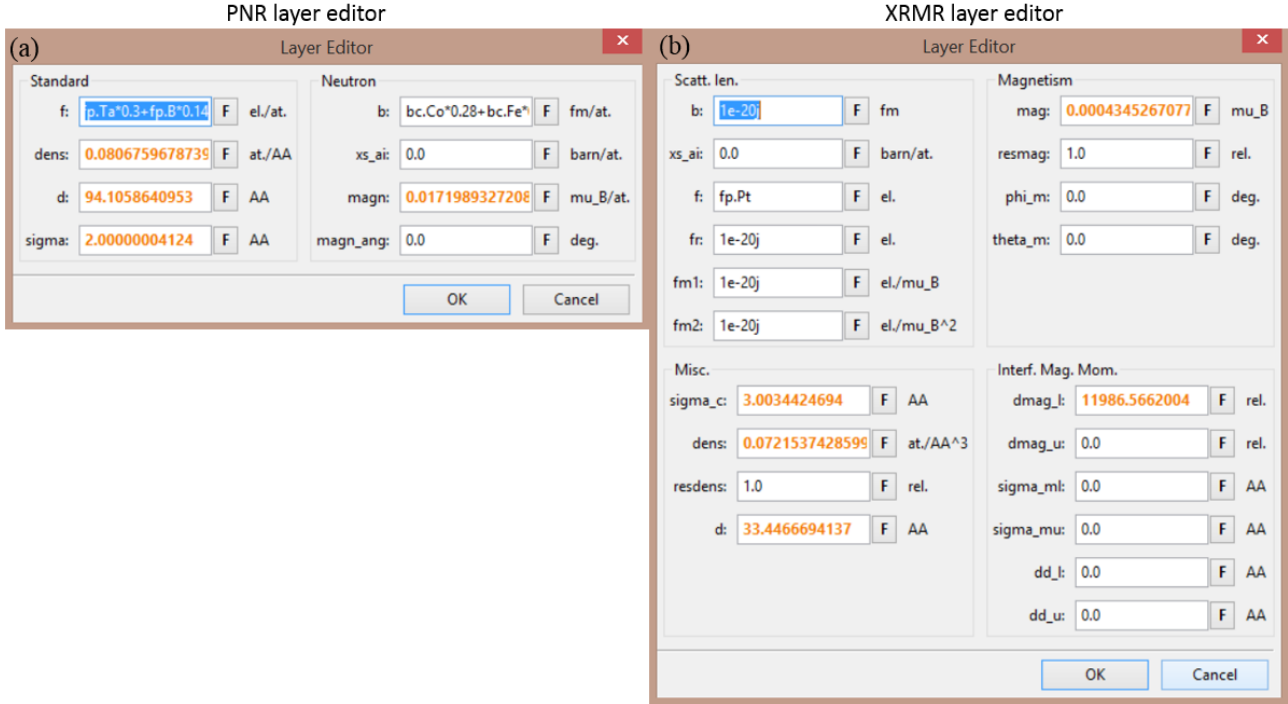 PNR layer editor
XRMR layer editor
(a)
Layer Editor
×
Standard
Neutron
f: fp.Ta*0.3+fp.B*0.14 F el./at.
b: bc.Co*0.28+bc.Fe* F fm/at.
dens: 0.0806759678739 F at./AA
xs_ai: 0.0 F barn/at.
d: 94.1058640953 F AA
magn: 0.0171989327208 F mu_B/at.
sigma: 2.00000004124 F AA
magn_ang: 0.0 F deg.
OK
Cancel
(b)
Layer Editor
×
Scatt. len.
Magnetism
b: 1e-20j F fm
mag: 0.0004345267077 F mu_B
xs_ai: 0.0 F barn/at.
resmag: 1.0 F rel.
f: fp.Pt F el.
phi_m: 0.0 F deg.
fr: 1e-20j F el.
theta_m: 0.0 F deg.
fm1: 1e-20j F el./mu_B
fm2: 1e-20j F el./mu_B^2
Misc.
Interf. Mag. Mom.
sigma_c: 3.0034424694 F AA
dmag_l: 11986.5662004 F rel.
dens: 0.0721537428599 F at./AA^3
dmag_u: 0.0 F rel.
resdens: 1.0 F rel.
sigma_ml: 0.0 F AA
d: 33.4466694137 F AA
sigma_mu: 0.0 F AA
dd_l: 0.0 F AA
dd_u: 0.0 F AA
OK
Cancel